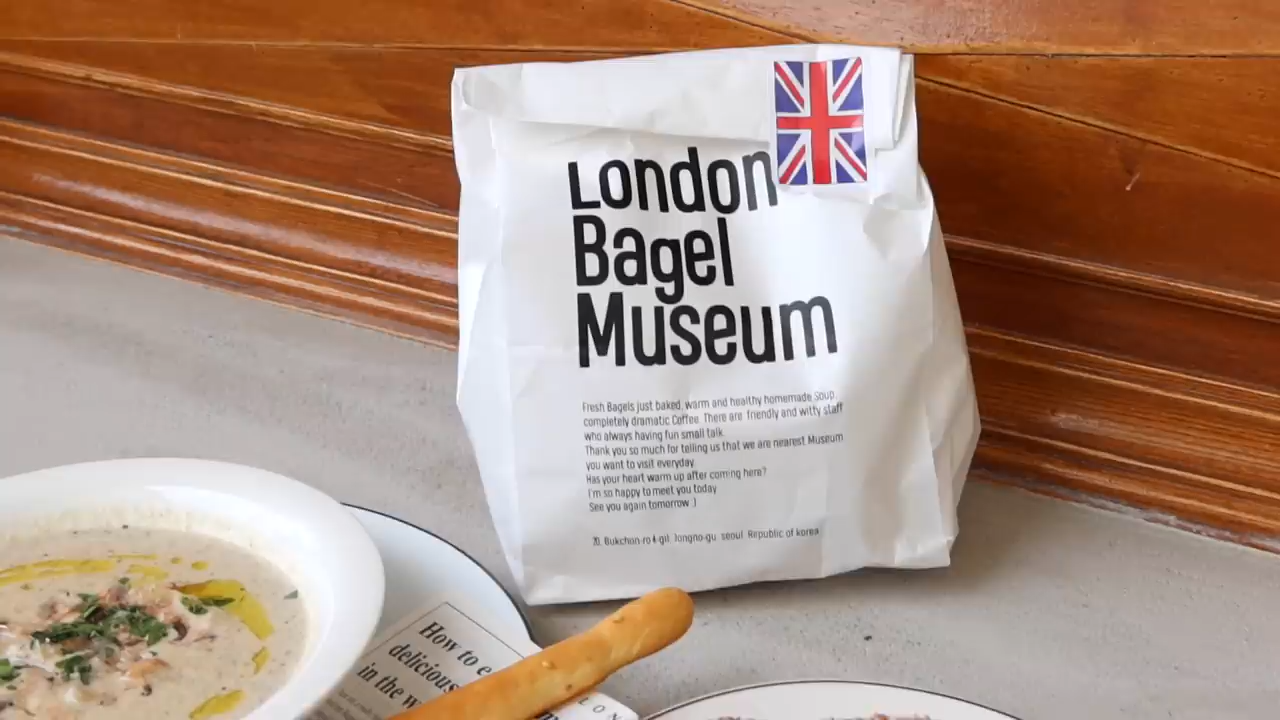 London
Bagel
Museum
Fresh Bagels just baked, warm and healthy homemade Soup,
completely dramatic Coffee. There are friendly and witty staff
who always having fun small talk.
Thank you so much for telling us that we are nearest Museum
you want to visit everyday.
Has your heart warm up after coming here?
I'm so happy to meet you today
See you again tomorrow :)
20, Bukchon-ro 4-gil, Jongno-gu, seoul, Republic of korea
How to e
delicious
in the w
LON